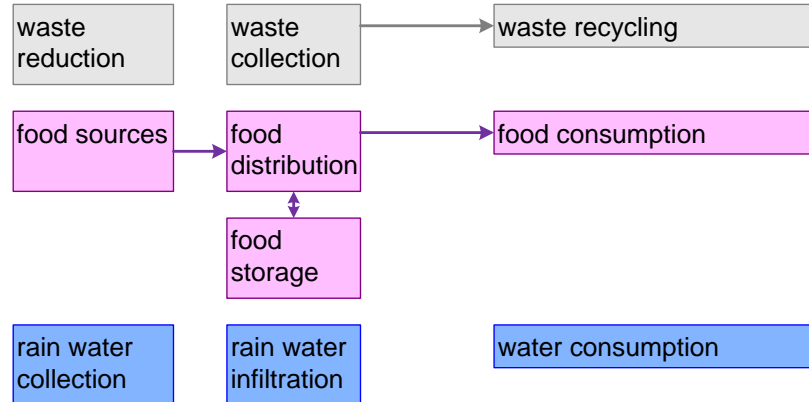 waste
reduction
waste
collection
waste recycling
food sources
food
distribution
food consumption
food
storage
rain water
collection
rain water
infiltration
water consumption